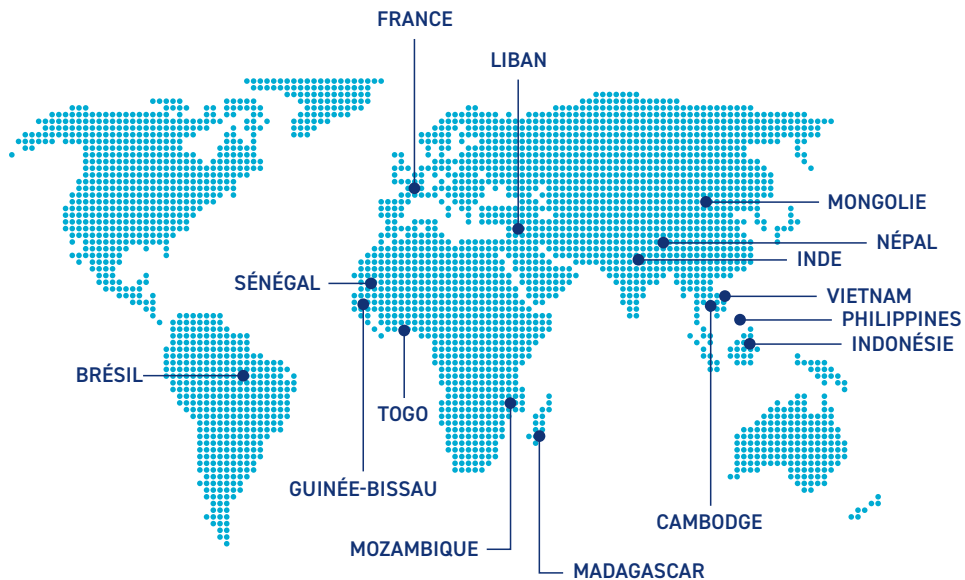 FRANCE
LIBAN
MONGOLIE
NÉPAL
INDE
SÉNÉGAL
VIETNAM
PHILIPPINES
INDONÉSIE
BRÉSIL
TOGO
GUINÉE-BISSAU
CAMBODGE
MOZAMBIQUE
MADAGASCAR